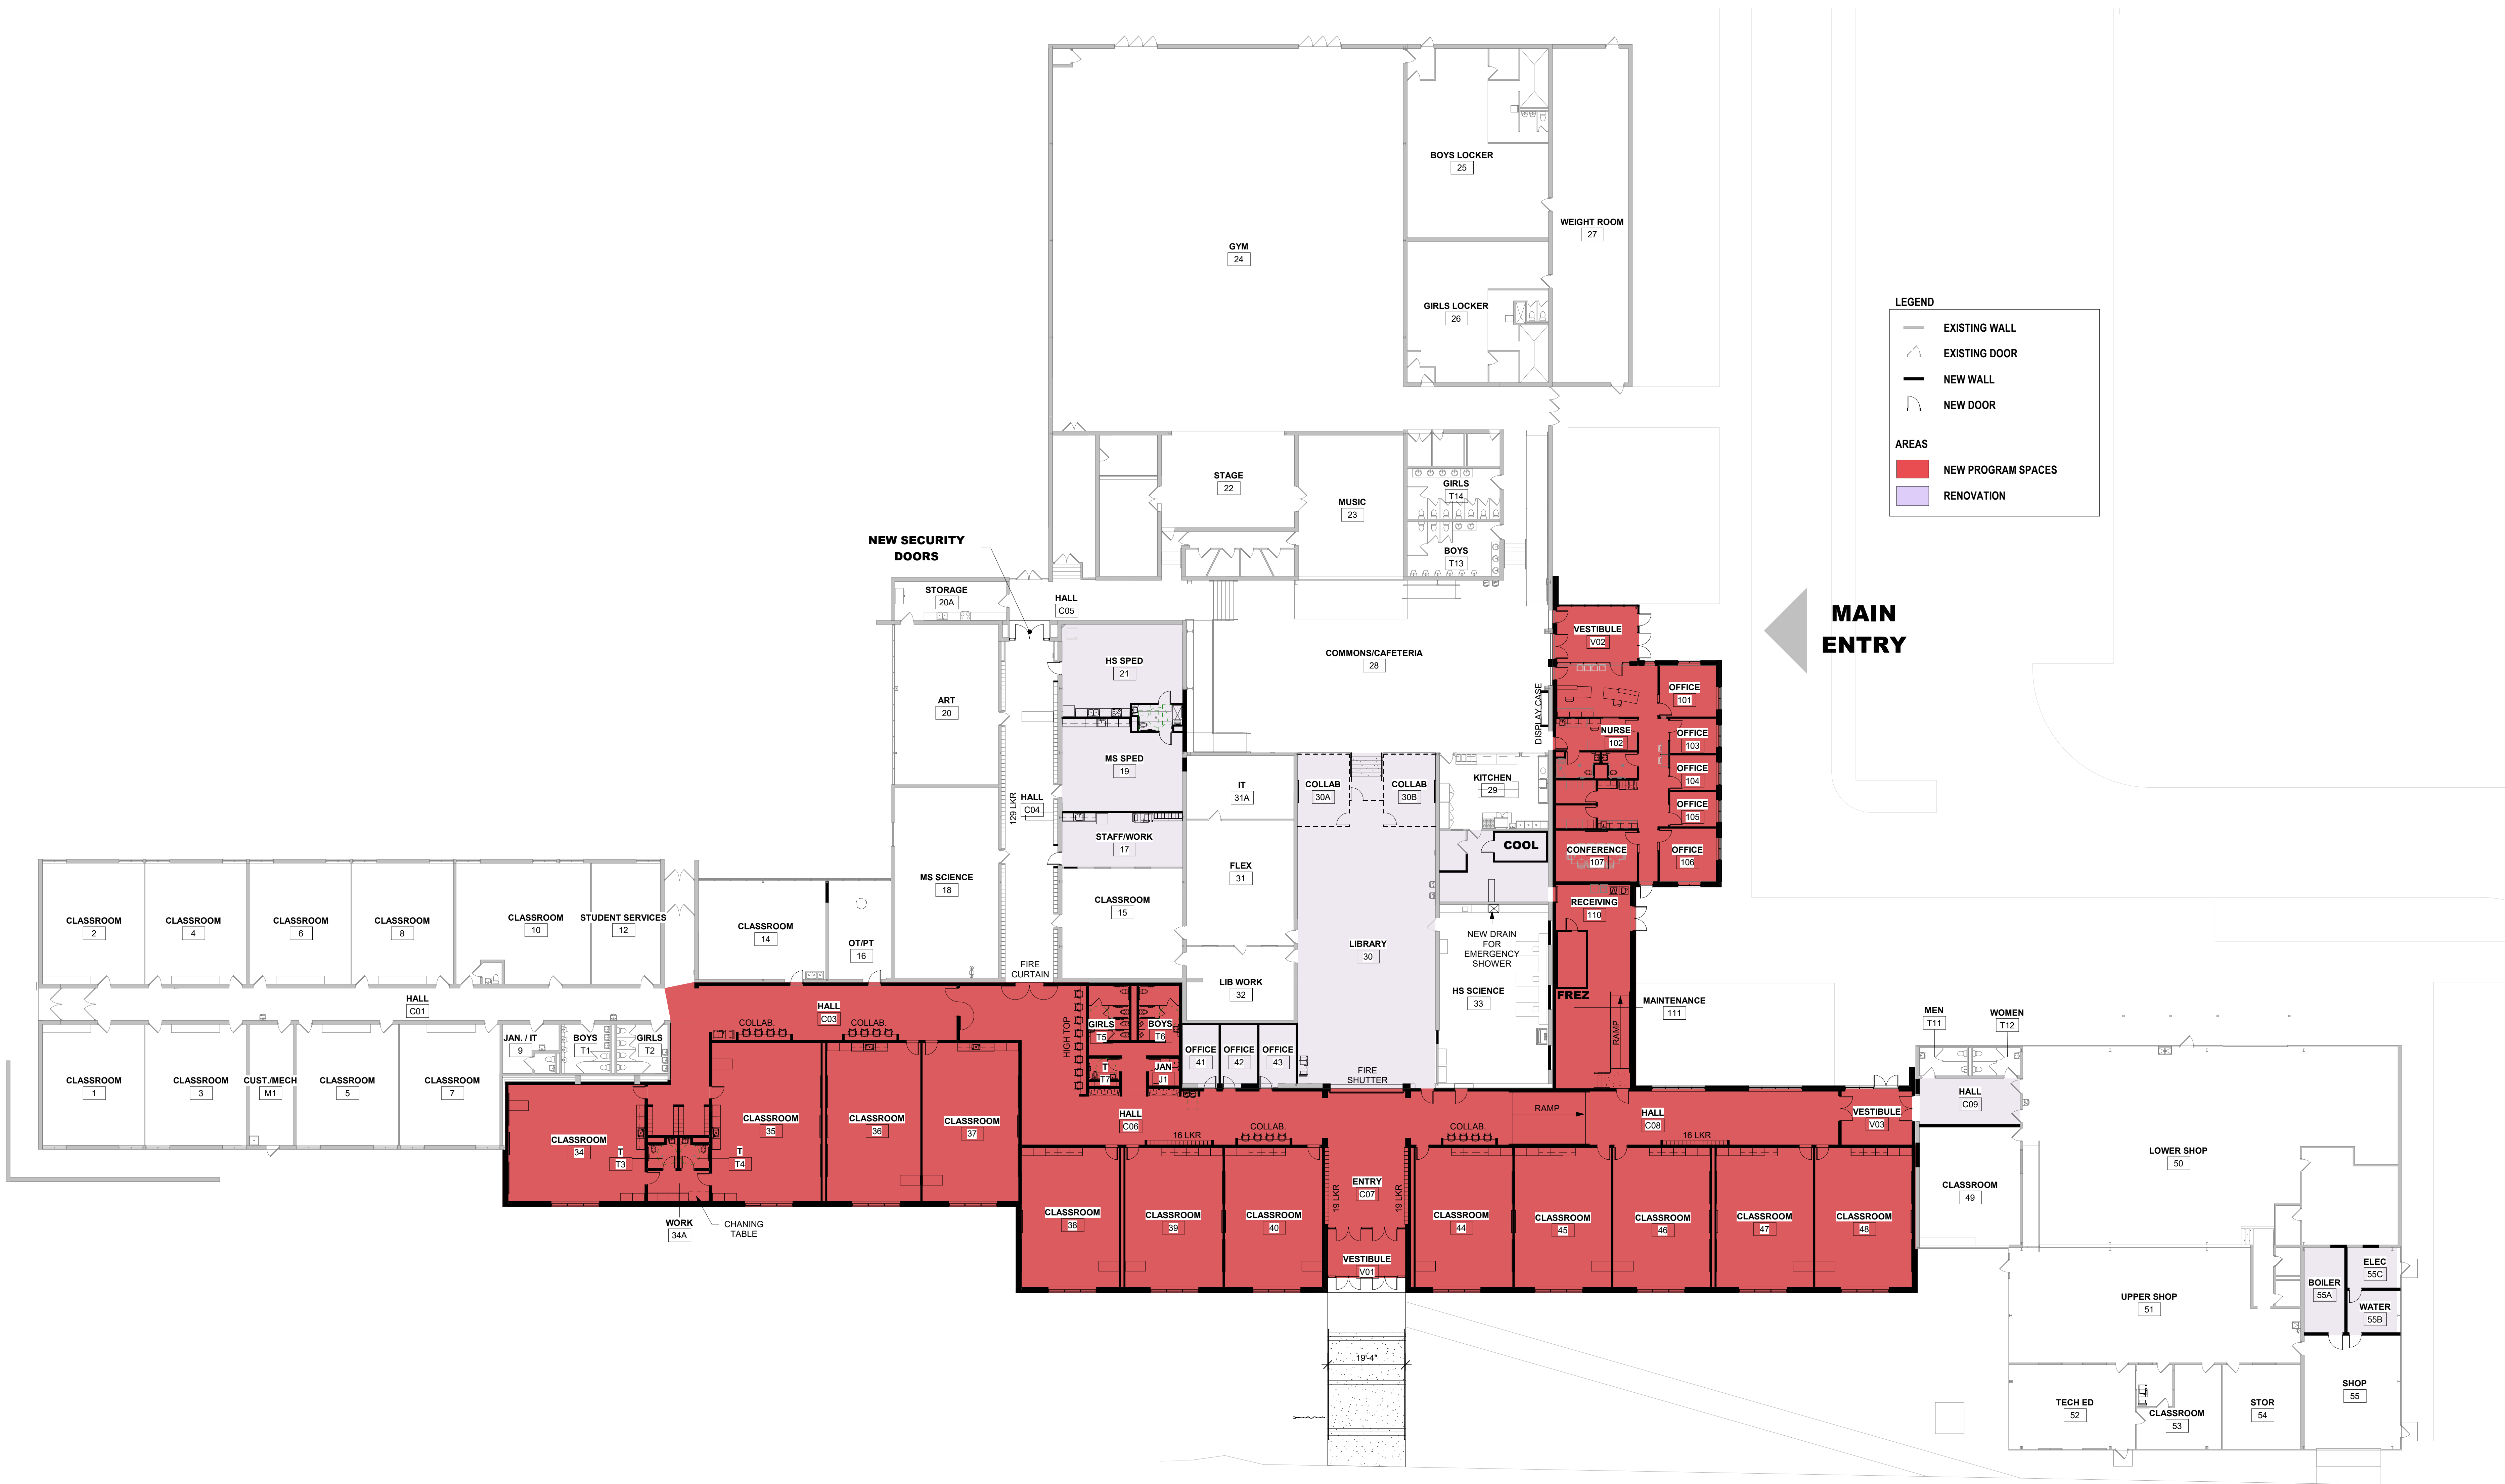 BOYS LOCKER
25
WEIGHT ROOM
27
GYM
24
GIRLS LOCKER
26
LEGEND
EXISTING WALL
EXISTING DOOR
NEW WALL
NEW DOOR
AREAS
NEW PROGRAM SPACES
RENOVATION
STAGE
22
MUSIC
23
GIRLS
T14
BOYS
T13
NEW SECURITY
DOORS
STORAGE
20A
HALL
C05
MAIN
ENTRY
VESTIBULE
V02
HS SPED
21
COMMONS/CAFETERIA
28
DISPLAY CASE
ART
20
OFFICE
101
NURSE
102
OFFICE
103
MS SPED
19
OFFICE
104
IT
31A
COLLAB
30A
COLLAB
30B
KITCHEN
29
HALL
C04
129 LKR
OFFICE
105
STAFF/WORK
17
COOL
CONFERENCE
107
OFFICE
106
MS SCIENCE
18
FLEX
31
W/D
CLASSROOM
15
RECEIVING
110
CLASSROOM
2
CLASSROOM
4
CLASSROOM
6
CLASSROOM
8
CLASSROOM
10
STUDENT SERVICES
12
CLASSROOM
14
OT/PT
16
FIRE
CURTAIN
LIBRARY
30
NEW DRAIN
FOR
EMERGENCY
SHOWER
LIB WORK
32
HS SCIENCE
33
FREZ
MAINTENANCE
111
RAMP
HALL
C01
HALL
C03
COLLAB.
COLLAB.
HIGH TOP
GIRLS
T5
BOYS
T6
MEN
T11
WOMEN
T12
JAN. / IT
9
BOYS
T1
GIRLS
T2
OFFICE
41
OFFICE
42
OFFICE
43
T
T7
JAN
J1
FIRE
SHUTTER
CLASSROOM
1
CLASSROOM
3
CUST./MECH
M1
CLASSROOM
5
CLASSROOM
7
HALL
C09
CLASSROOM
34
T
T3
T
T4
CLASSROOM
35
CLASSROOM
36
CLASSROOM
37
HALL
C06
16 LKR
COLLAB.
COLLAB.
RAMP
HALL
C08
16 LKR
VESTIBULE
V03
LOWER SHOP
50
CLASSROOM
49
ENTRY
C07
19 LKR
19 LKR
WORK
34A
CHANING
TABLE
CLASSROOM
38
CLASSROOM
39
CLASSROOM
40
CLASSROOM
44
CLASSROOM
45
CLASSROOM
46
CLASSROOM
47
CLASSROOM
48
VESTIBULE
V01
ELEC
55C
BOILER
55A
WATER
55B
UPPER SHOP
51
19'-4"
SHOP
55
TECH ED
52
CLASSROOM
53
STOR
54